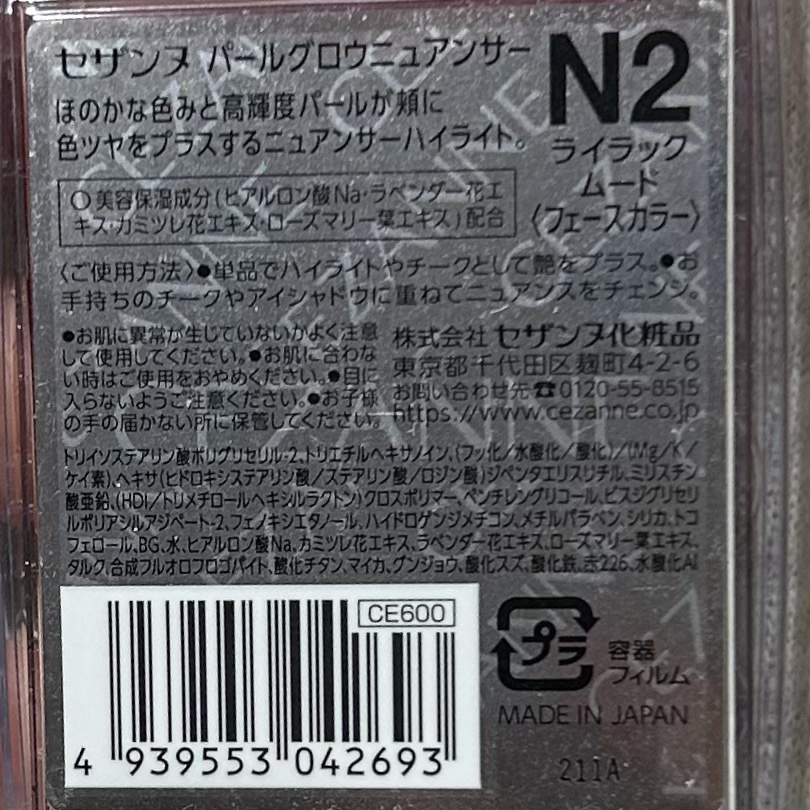 セザンヌ パールグロウニュアンサー
N2
ほのかな色みと高輝度パールが頬に
色ツヤをプラスするニュアンサーハイライト。
ライラック
ムード
〈フェースカラー〉
○美容保湿成分(ヒアルロン酸Na・ラベンダー花エ
キス・カミツレ花エキス・ローズマリー葉エキス)配合
〈ご使用方法〉●単品でハイライトやチークとして艶をプラス。●お
手持ちのチークやアイシャドウに重ねてニュアンスをチェンジ。
●お肌に異常が生じていないかよく注意
して使用してください。●お肌に合わな
い時はご使用をおやめください。●目に
入らないようご注意ください。●お子様
の手の届かない所に保管してください。
株式会社 セザンヌ化粧品
東京都千代田区麹町4-2-6
お問い合わせ先☎0120-55-8515
https://www.cezanne.co.jp
トリイソステアリン酸ポリグリセリル-2、トリエチルヘキサノイン、(フッ化/水酸化/酸化)/(Mg/K/
ケイ素)、ヘキサ(ヒドロキシステアリン酸/ステアリン酸/ロジン酸)ジペンタエリスリチル、ミリスチン
酸亜鉛、(HDI/トリメチロールヘキシルラクトン)クロスポリマー、ペンチレングリコール、ビスジグリセリ
ルポリアシルアジペート-2、フェノキシエタノール、ハイドロゲンジメチコン、メチルパラベン、シリカ、トコ
フェロール、BG、水、ヒアルロン酸Na、カミツレ花エキス、ラベンダー花エキス、ローズマリー葉エキス、
タルク、合成フルオロフロゴパイト、酸化チタン、マイカ、グンジョウ、酸化スズ、酸化鉄、赤226、水酸化Al
CE600
4 939553 042693
プラ
容器
フィルム
MADE IN JAPAN
211A